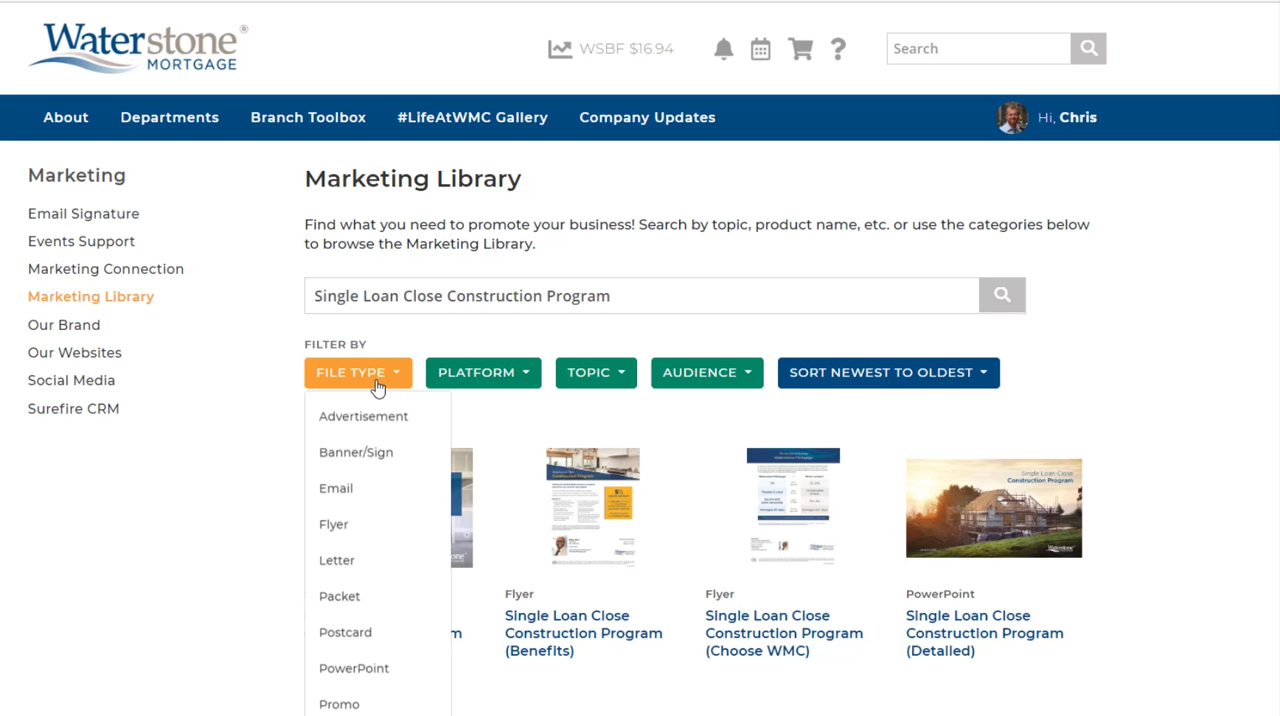 Waterstone®
MORTGAGE
WSBF $16.94
Search
About
Departments
Branch Toolbox
#LifeAtWMC Gallery
Company Updates
Hi, Chris
Marketing
Email Signature
Events Support
Marketing Connection
Marketing Library
Our Brand
Our Websites
Social Media
Surefire CRM
Marketing Library
Find what you need to promote your business! Search by topic, product name, etc. or use the categories below
to browse the Marketing Library.
Single Loan Close Construction Program
FILTER BY
FILE TYPE
PLATFORM
TOPIC
AUDIENCE
SORT NEWEST TO OLDEST
Advertisement
Banner/Sign
Email
Flyer
Letter
Packet
Postcard
PowerPoint
Promo
m
Construction Program
Flyer
Single Loan Close
Construction Program
(Benefits)
Flyer
Single Loan Close
Construction Program
(Choose WMC)
Single Loan Close
Construction Program
Waterstone
PowerPoint
Single Loan Close
Construction Program
(Detailed)